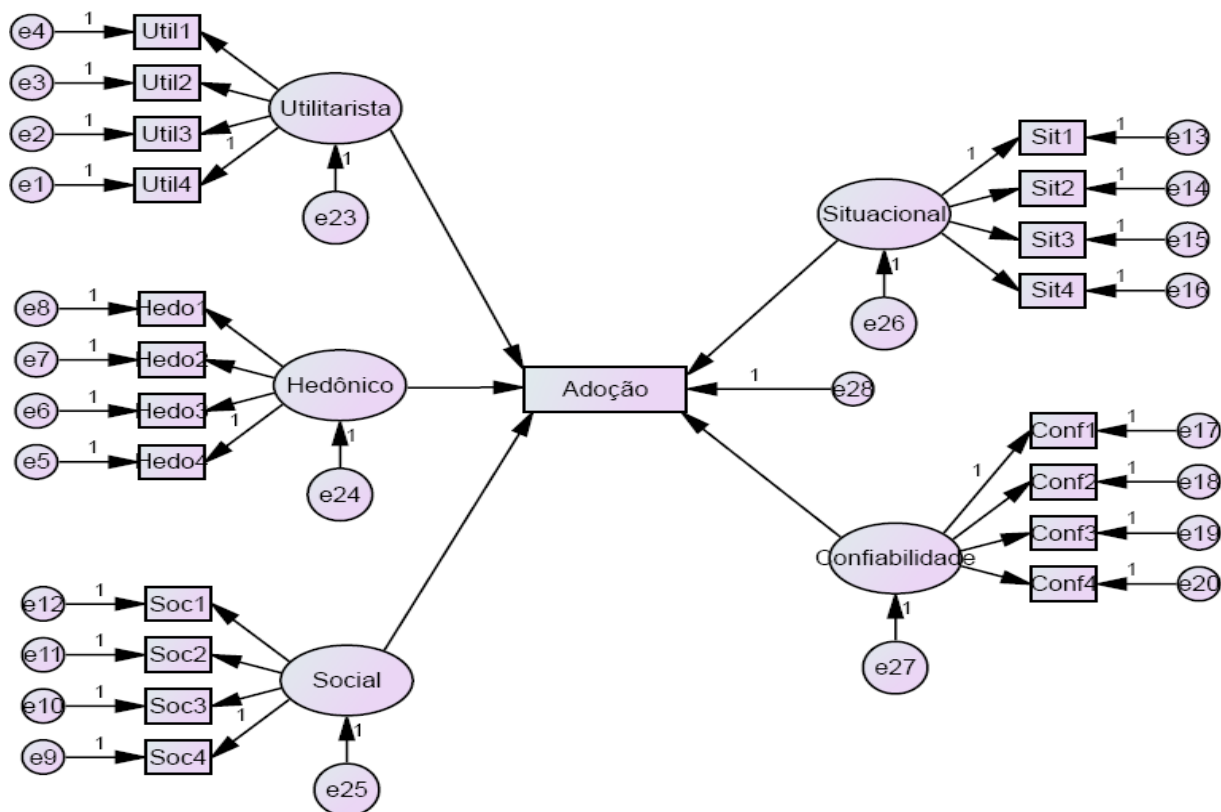 e4 1 Util1
e3 1 Util2
e2 1 Util3
e1 1 Util4
1
Utilitarista
1
e23
e8 1 Hedo1
e7 1 Hedo2
e6 1 Hedo3
e5 1 Hedo4
1
Hedônico
1
e24
e12 1 Soc1
e11 1 Soc2
e10 1 Soc3
e9 1 Soc4
1
Social
1
e25
Adoção
1 e28
Situacional
1
e26
1
Sit1 1 e13
Sit2 1 e14
Sit3 1 e15
Sit4 1 e16
Confiabilidade
1
e27
1
Conf1 1 e17
Conf2 1 e18
Conf3 1 e19
Conf4 1 e20